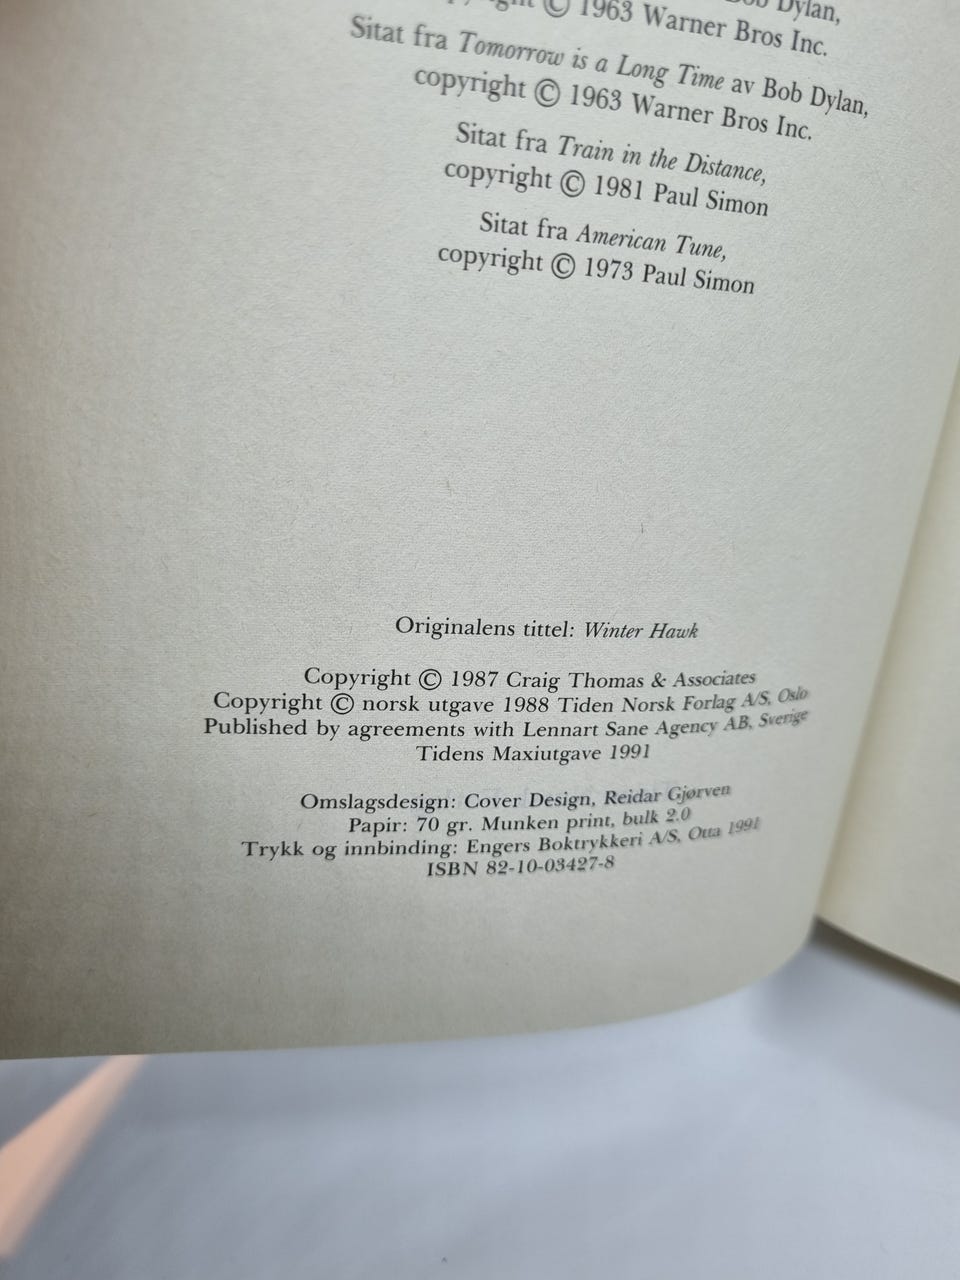 Bob Dylan,
copyright © 1963 Warner Bros Inc.
Sitat fra Tomorrow is a Long Time av Bob Dylan,
copyright © 1963 Warner Bros Inc.
Sitat fra Train in the Distance,
copyright © 1981 Paul Simon
Sitat fra American Tune,
copyright © 1973 Paul Simon
Originalens tittel: Winter Hawk
Copyright © 1987 Craig Thomas & Associates
Copyright © norsk utgave 1988 Tiden Norsk Forlag A/S, Oslo
Published by agreements with Lennart Sane Agency AB, Sverige
Tidens Maxiutgave 1991
Omslagsdesign: Cover Design, Reidar Gjørven
Papir: 70 gr. Munken print, bulk 2.0
Trykk og innbinding: Engers Boktrykkeri A/S, Otta 1991
ISBN 82-10-03427-8